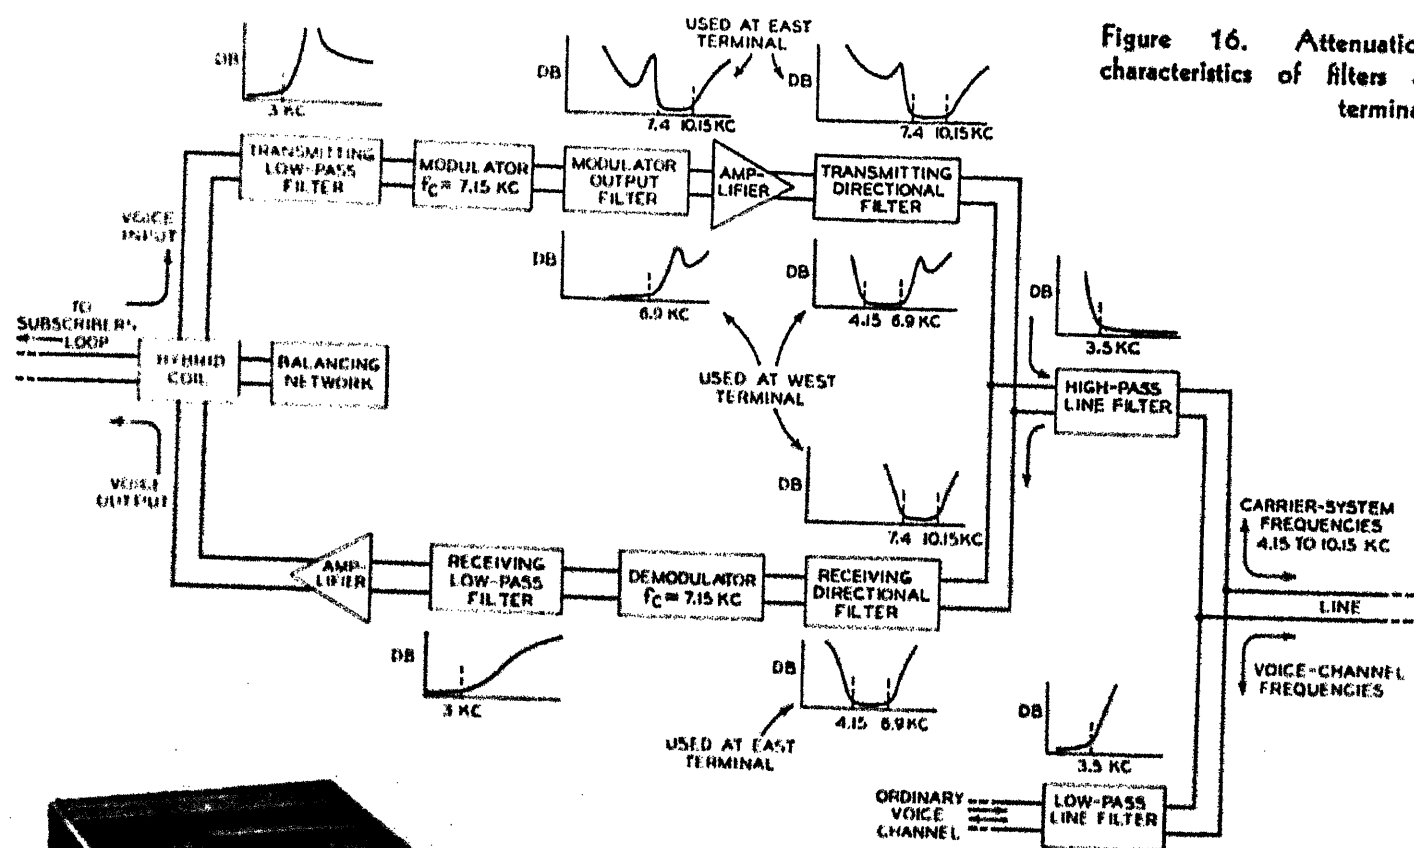 Figure 16. Attenuatio
characteristics of filters
termina
USED AT EAST
TERMINAL
DB
3 KC
DB
7.4 10.15 KC
DB
7.4 10.15 KC
TRANSMITTING
LOW-PASS
FILTER
MODULATOR
fC = 7.15 KC
MODULATOR
OUTPUT
FILTER
AMP-
LIFIER
TRANSMITTING
DIRECTIONAL
FILTER
VOICE
INPUT
DB
6.9 KC
DB
4.15 6.9 KC
DB
3.5 KC
TO
SUBSCRIBER'S
LOOP
HYBRID
COIL
BALANCING
NETWORK
USED AT WEST
TERMINAL
HIGH-PASS
LINE FILTER
VOICE
OUTPUT
DB
7.4 10.15KC
CARRIER-SYSTEM
FREQUENCIES
4.15 TO 10.15 KC
AMP-
LIFIER
RECEIVING
LOW-PASS
FILTER
DEMODULATOR
fC = 7.15 KC
RECEIVING
DIRECTIONAL
FILTER
LINE
DB
3 KC
DB
4.15 6.9 KC
VOICE-CHANNEL
FREQUENCIES
USED AT EAST
TERMINAL
DB
3.5 KC
ORDINARY
VOICE
CHANNEL
LOW-PASS
LINE FILTER